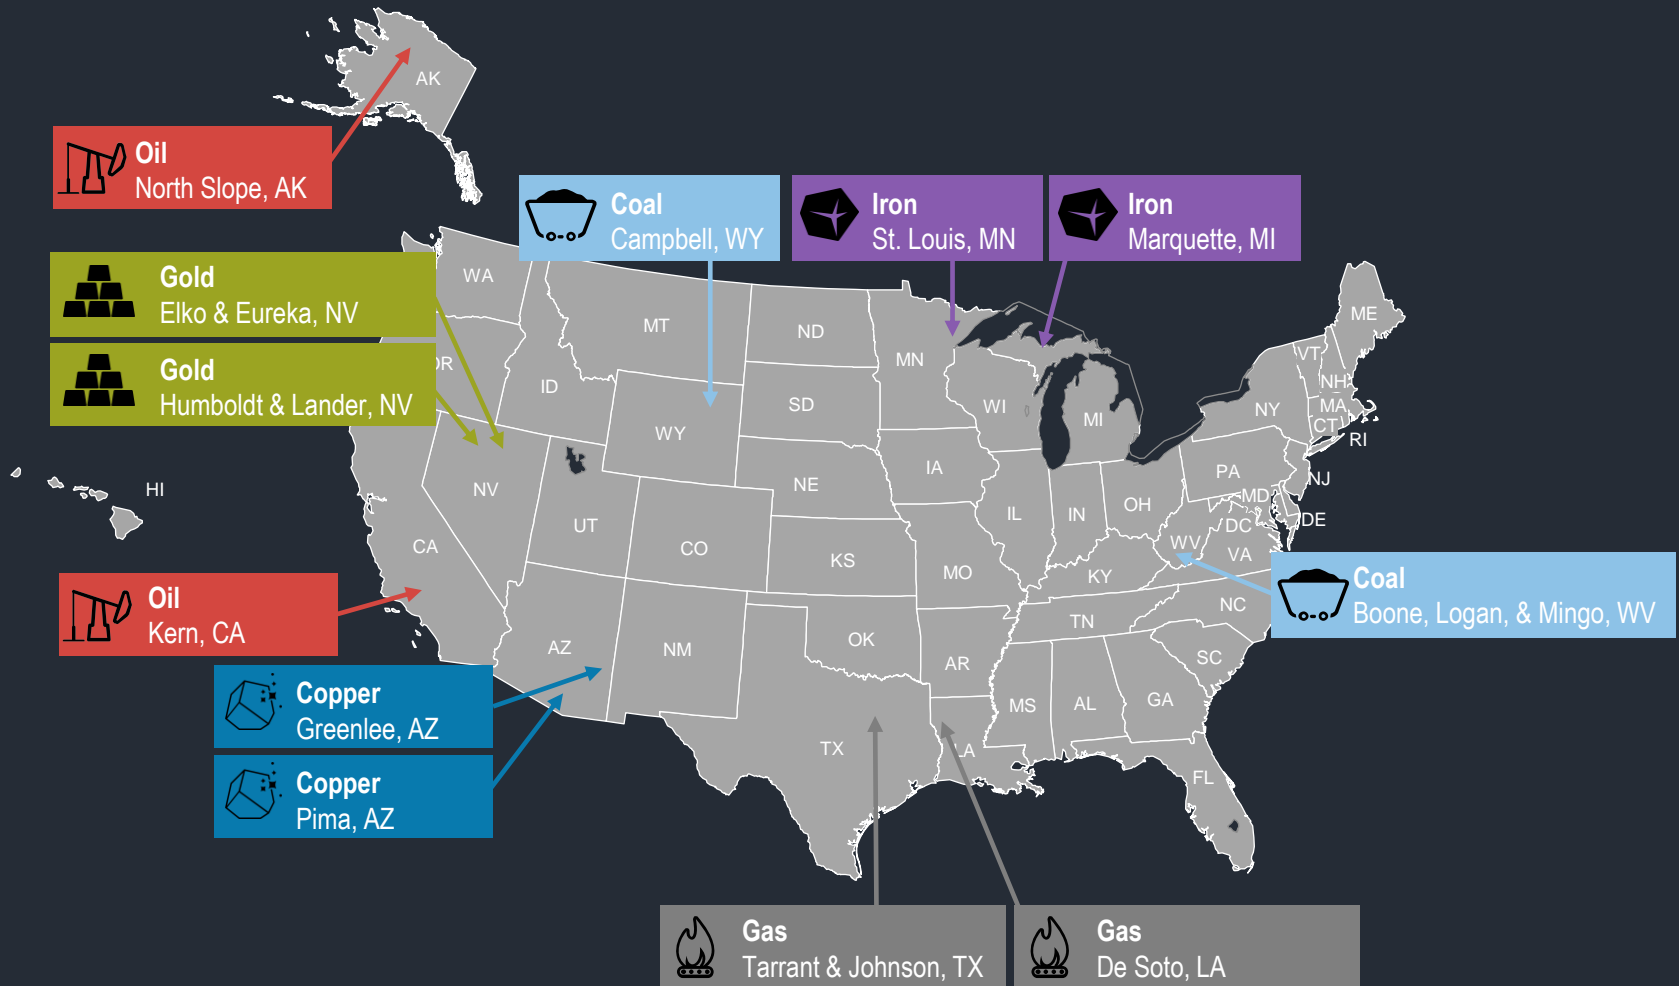 AK
Oil
North Slope, AK
Coal
Campbell, WY
Iron
St. Louis, MN
Iron
Marquette, MI
Gold
Elko & Eureka, NV
Gold
Humboldt & Lander, NV
WA
MT
ND
MN
ME
VT
NH
MA
CT
RI
NY
OR
ID
SD
WI
MI
WY
IA
PA
NJ
HI
NV
NE
IL
IN
OH
MD
DE
DC
UT
CO
KS
MO
KY
WV
VA
CA
Oil
Kern, CA
Coal
Boone, Logan, & Mingo, WV
NC
TN
AZ
NM
OK
AR
SC
MS
AL
GA
Copper
Greenlee, AZ
Copper
Pima, AZ
TX
LA
FL
Gas
Tarrant & Johnson, TX
Gas
De Soto, LA